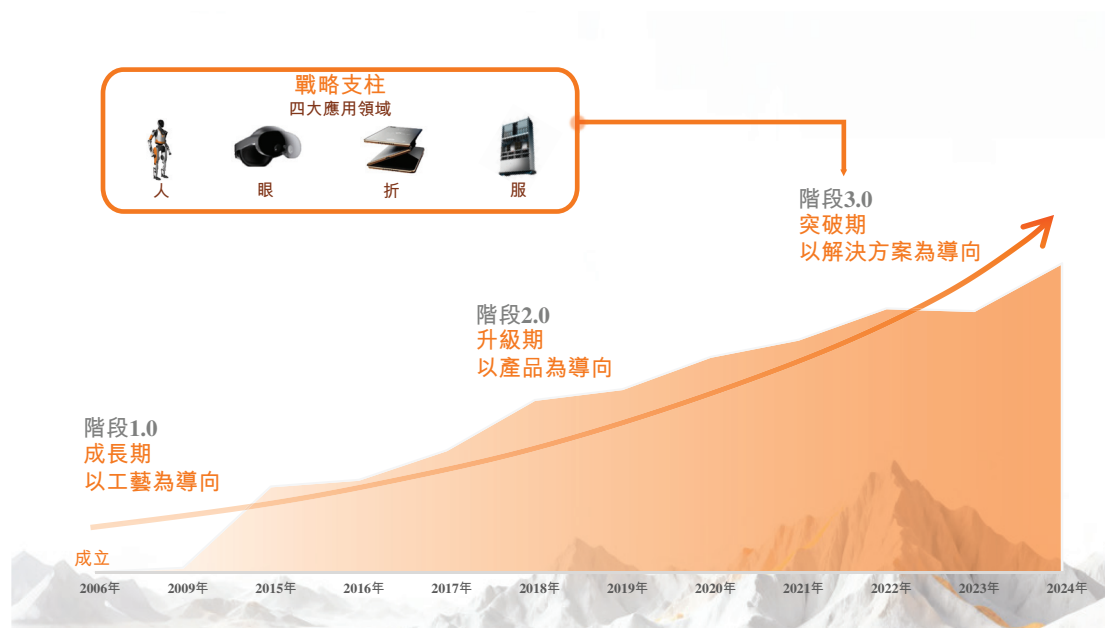 戰略支柱
四大應用領域
人 眼 折 服
階段3.0
突破期
以解決方案為導向
階段2.0
升級期
以產品為導向
階段1.0
成長期
以工藝為導向
成立
2006年 2009年 2015年 2016年 2017年 2018年 2019年 2020年 2021年 2022年 2023年 2024年